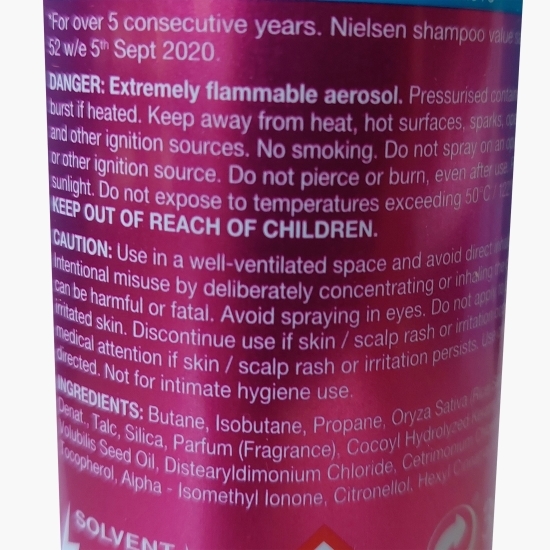 *For over 5 consecutive years. Nielsen shampoo value
52 w/e 5th Sept 2020.
DANGER: Extremely flammable aerosol. Pressurised
burst if heated. Keep away from heat, hot surfaces, sparks,
and other ignition sources. No smoking. Do not spray on an
or other ignition source. Do not pierce or burn, even after use.
sunlight. Do not expose to temperatures exceeding 50°C /
KEEP OUT OF REACH OF CHILDREN.
CAUTION: Use in a well-ventilated space and avoid direct
Intentional misuse by deliberately concentrating or inhaling
can be harmful or fatal. Avoid spraying in eyes. Do not apply
irritated skin. Discontinue use if skin / scalp rash or irritation
medical attention if skin / scalp rash or irritation persists.
directed. Not for intimate hygiene use.
INGREDIENTS: Butane, Isobutane, Propane, Oryza Sativa
Denat., Talc, Silica, Parfum (Fragrance), Cocoyl Hydrolyzed
Volubilis Seed Oil, Distearyldimonium Chloride, Cetrimonium
Tocopherol, Alpha - Isomethyl Ionone, Citronellol, Hexyl
SOLVENT